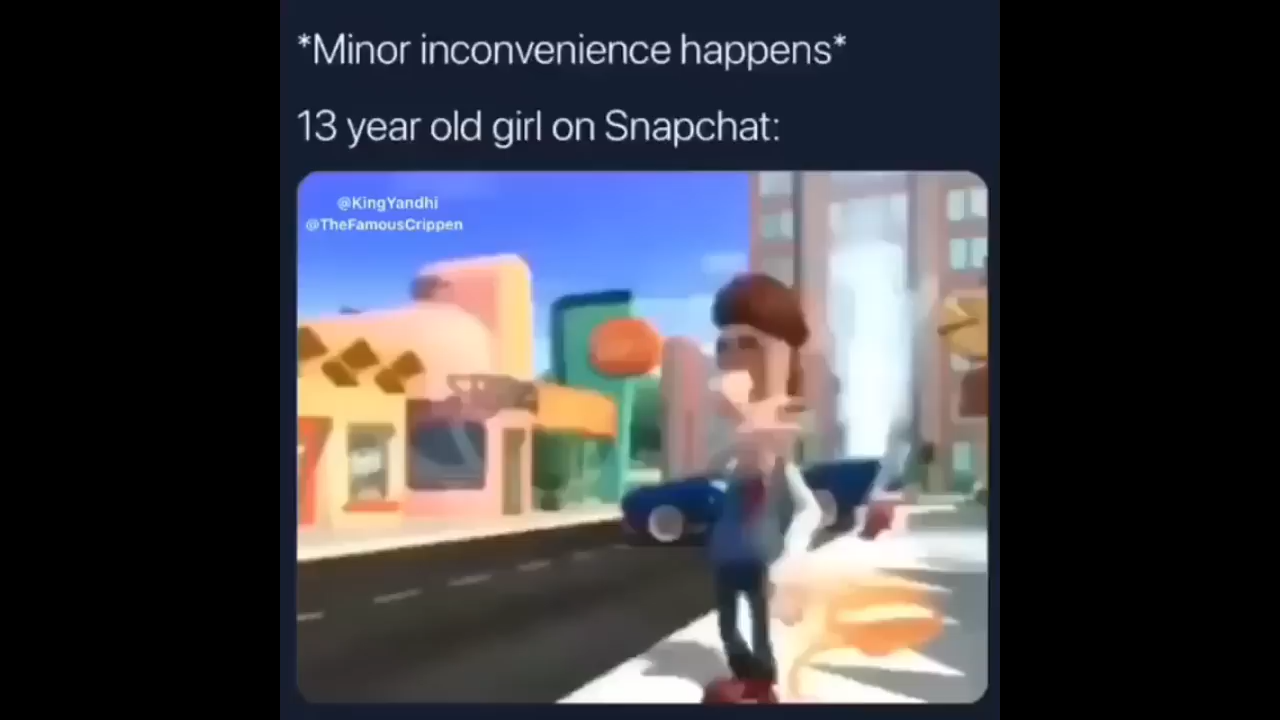 *Minor inconvenience happens*
13 year old girl on Snapchat:
@KingYandhi
@TheFamousCrippen